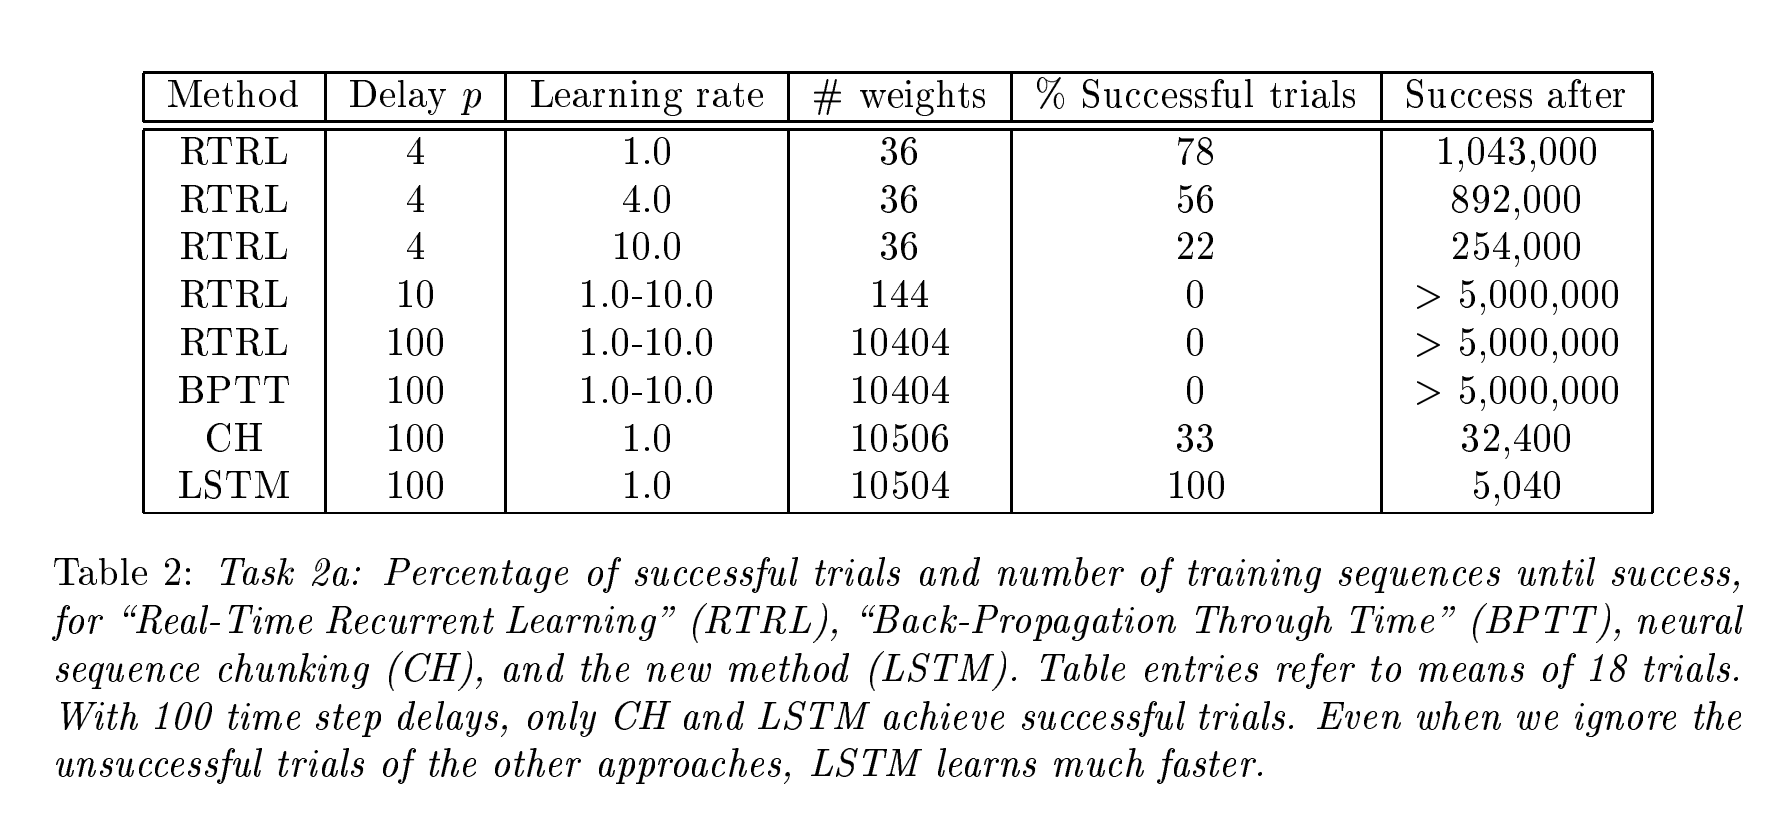 Method Delay p Learning rate # weights % Successful trials Success after
RTRL 4 1.0 36 78 1,043,000
RTRL 4 4.0 36 56 892,000
RTRL 4 10.0 36 22 254,000
RTRL 10 1.0-10.0 144 0 > 5,000,000
RTRL 100 1.0-10.0 10404 0 > 5,000,000
BPTT 100 1.0-10.0 10404 0 > 5,000,000
CH 100 1.0 10506 33 32,400
LSTM 100 1.0 10504 100 5,040
Table 2: Task 2a: Percentage of successful trials and number of training sequences until success,
for “Real-Time Recurrent Learning” (RTRL), “Back-Propagation Through Time” (BPTT), neural
sequence chunking (CH), and the new method (LSTM). Table entries refer to means of 18 trials.
With 100 time step delays, only CH and LSTM achieve successful trials. Even when we ignore the
unsuccessful trials of the other approaches, LSTM learns much faster.